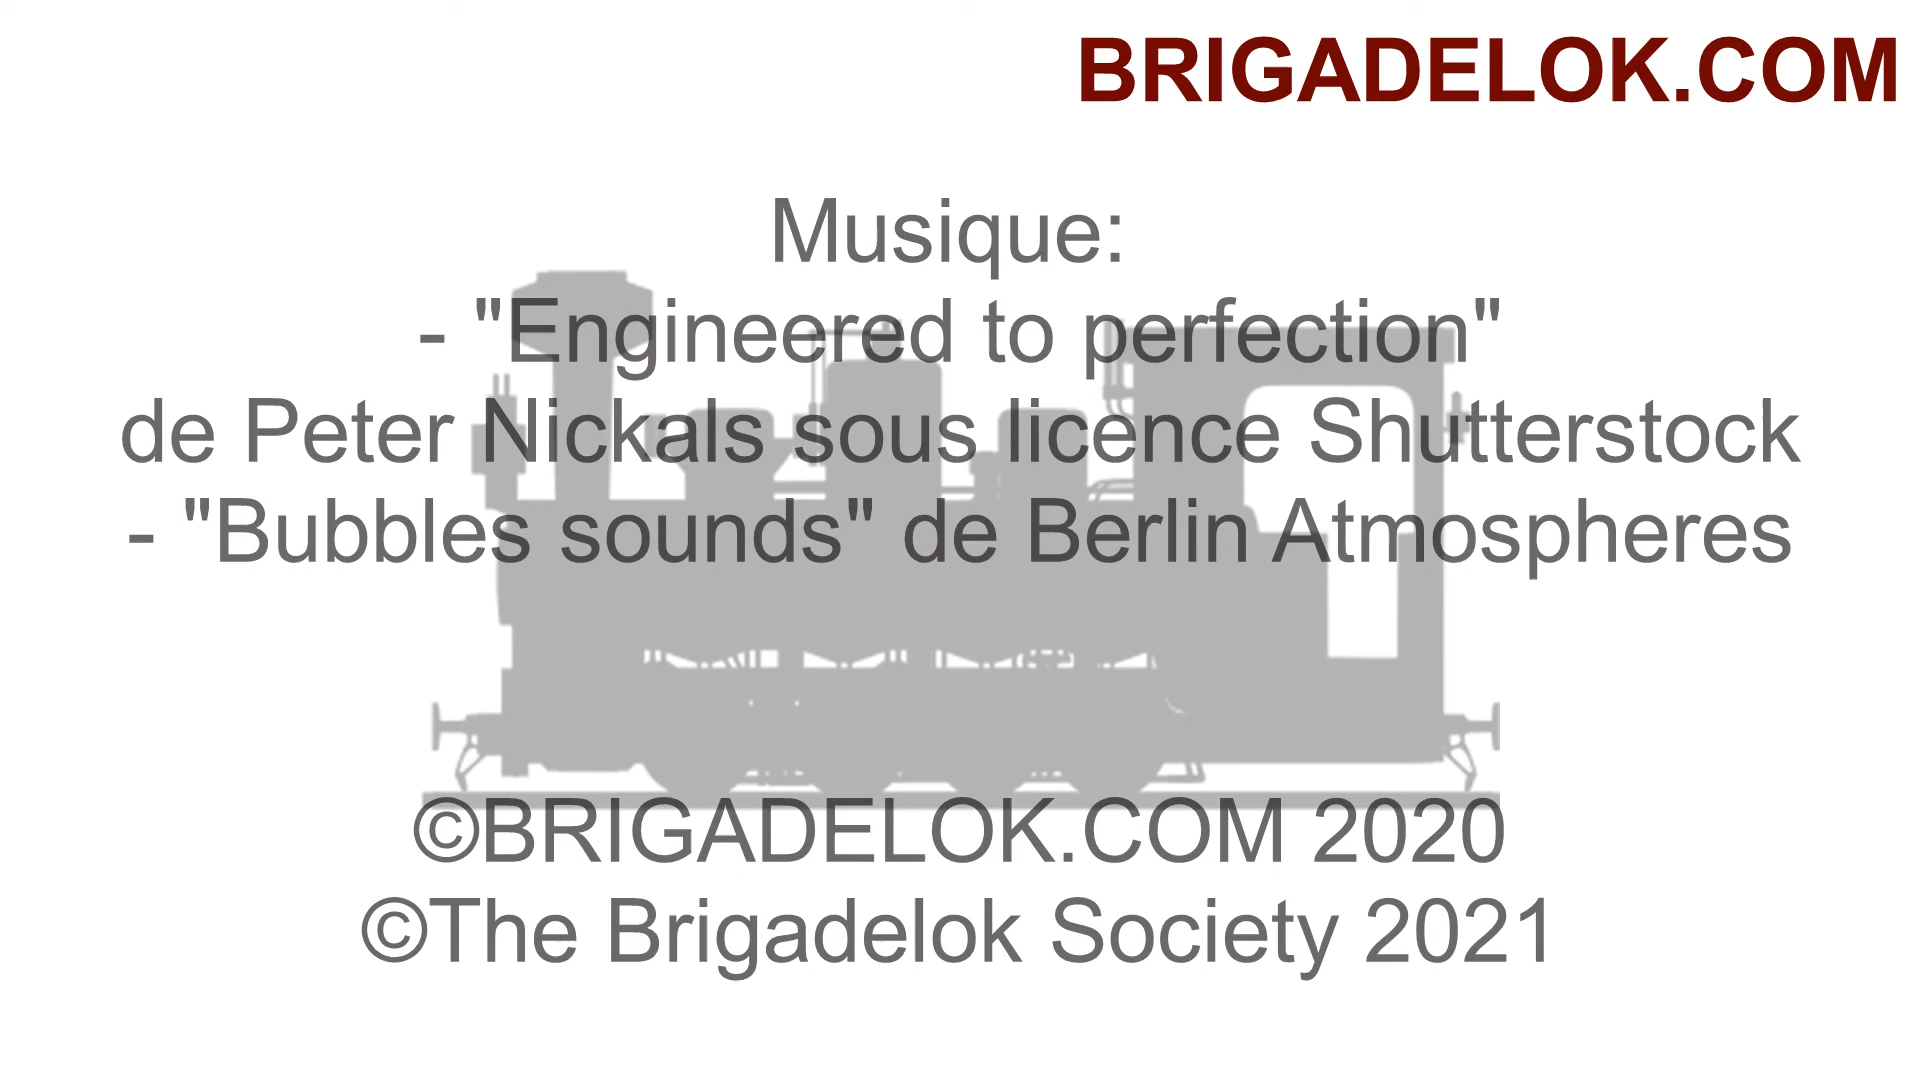 BRIGADELOK.COM
Musique:
- "Engineered to perfection"
de Peter Nickals sous licence Shutterstock
- "Bubbles sounds" de Berlin Atmospheres
©BRIGADELOK.COM 2020
©The Brigadelok Society 2021